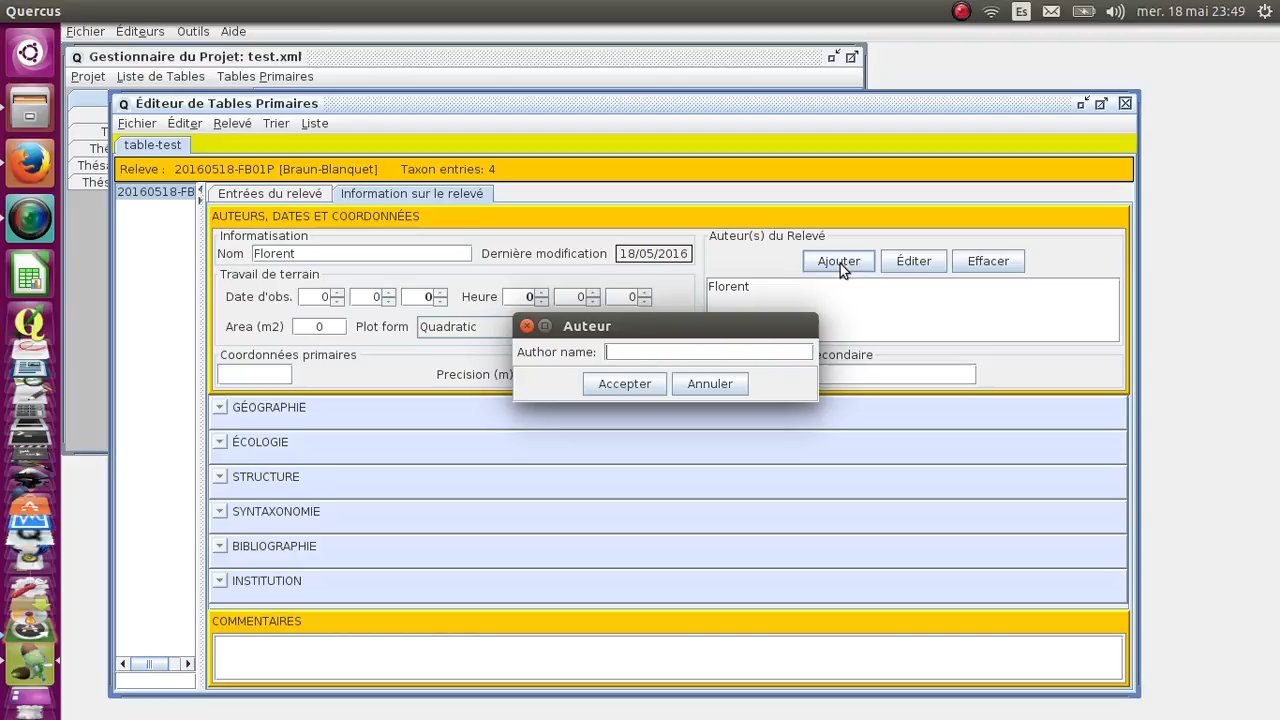 Quercus
Es
mer. 18 mai 23:49
Fichier Éditeurs Outils Aide
Q Gestionnaire du Projet: test.xml
Projet Liste de Tables Tables Primaires
T
Thé
Thésa
Thés
Q Éditeur de Tables Primaires
Fichier Éditer Relevé Trier Liste
table-test
Releve : 20160518-FB01P [Braun-Blanquet] Taxon entries: 4
20160518-FB
Entrées du relevé Information sur le relevé
AUTEURS, DATES ET COORDONNÉES
Informatisation
Nom Florent Dernière modification 18/05/2016
Travail de terrain
Date d'obs. 0 0 0 Heure 0 0 0
Area (m2) 0 Plot form Quadratic
Coordonnées primaires
Precision (m)
Auteur(s) du Relevé
Ajouter Éditer Effacer
Florent
econdaire
Auteur
Author name:
Accepter Annuler
GÉOGRAPHIE
ÉCOLOGIE
STRUCTURE
SYNTAXONOMIE
BIBLIOGRAPHIE
INSTITUTION
COMMENTAIRES